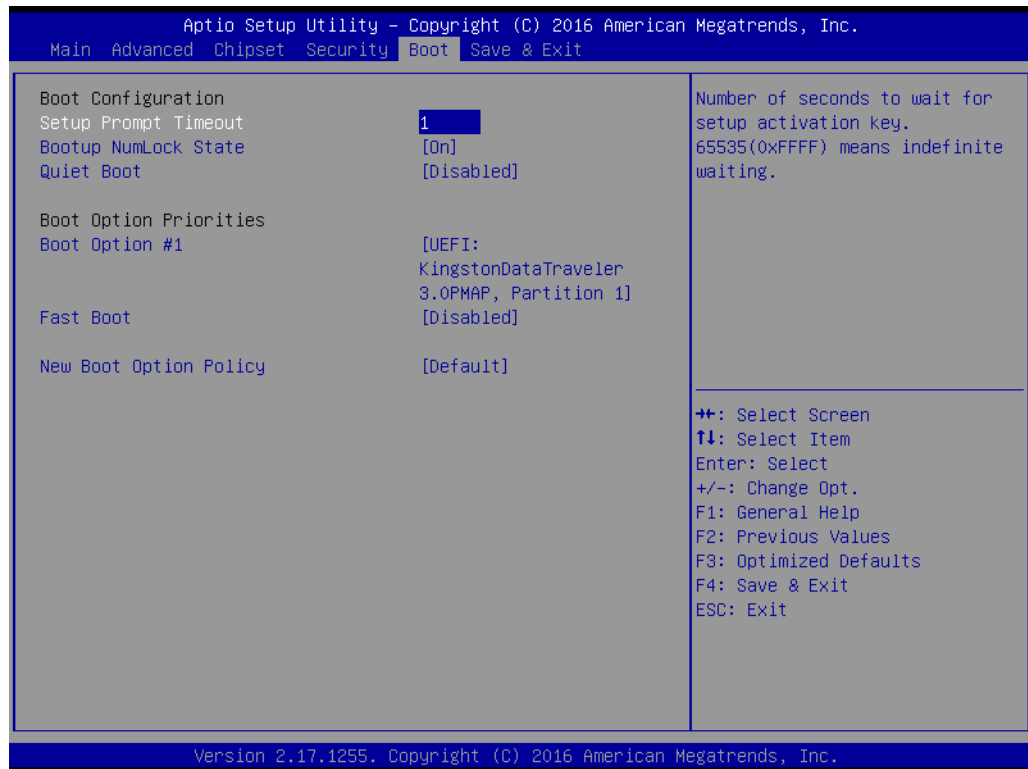 Aptio Setup Utility – Copyright (C) 2016 American Megatrends, Inc.
Main Advanced Chipset Security Boot Save & Exit
Boot Configuration
Setup Prompt Timeout 1
Bootup NumLock State [On]
Quiet Boot [Disabled]
Boot Option Priorities
Boot Option #1 [UEFI:
KingstonDataTraveler
3.0PMAP, Partition 1]
Fast Boot [Disabled]
New Boot Option Policy [Default]
Number of seconds to wait for
setup activation key.
65535(0xFFFF) means indefinite
waiting.
→←: Select Screen
↑↓: Select Item
Enter: Select
+/-: Change Opt.
F1: General Help
F2: Previous Values
F3: Optimized Defaults
F4: Save & Exit
ESC: Exit
Version 2.17.1255. Copyright (C) 2016 American Megatrends, Inc.